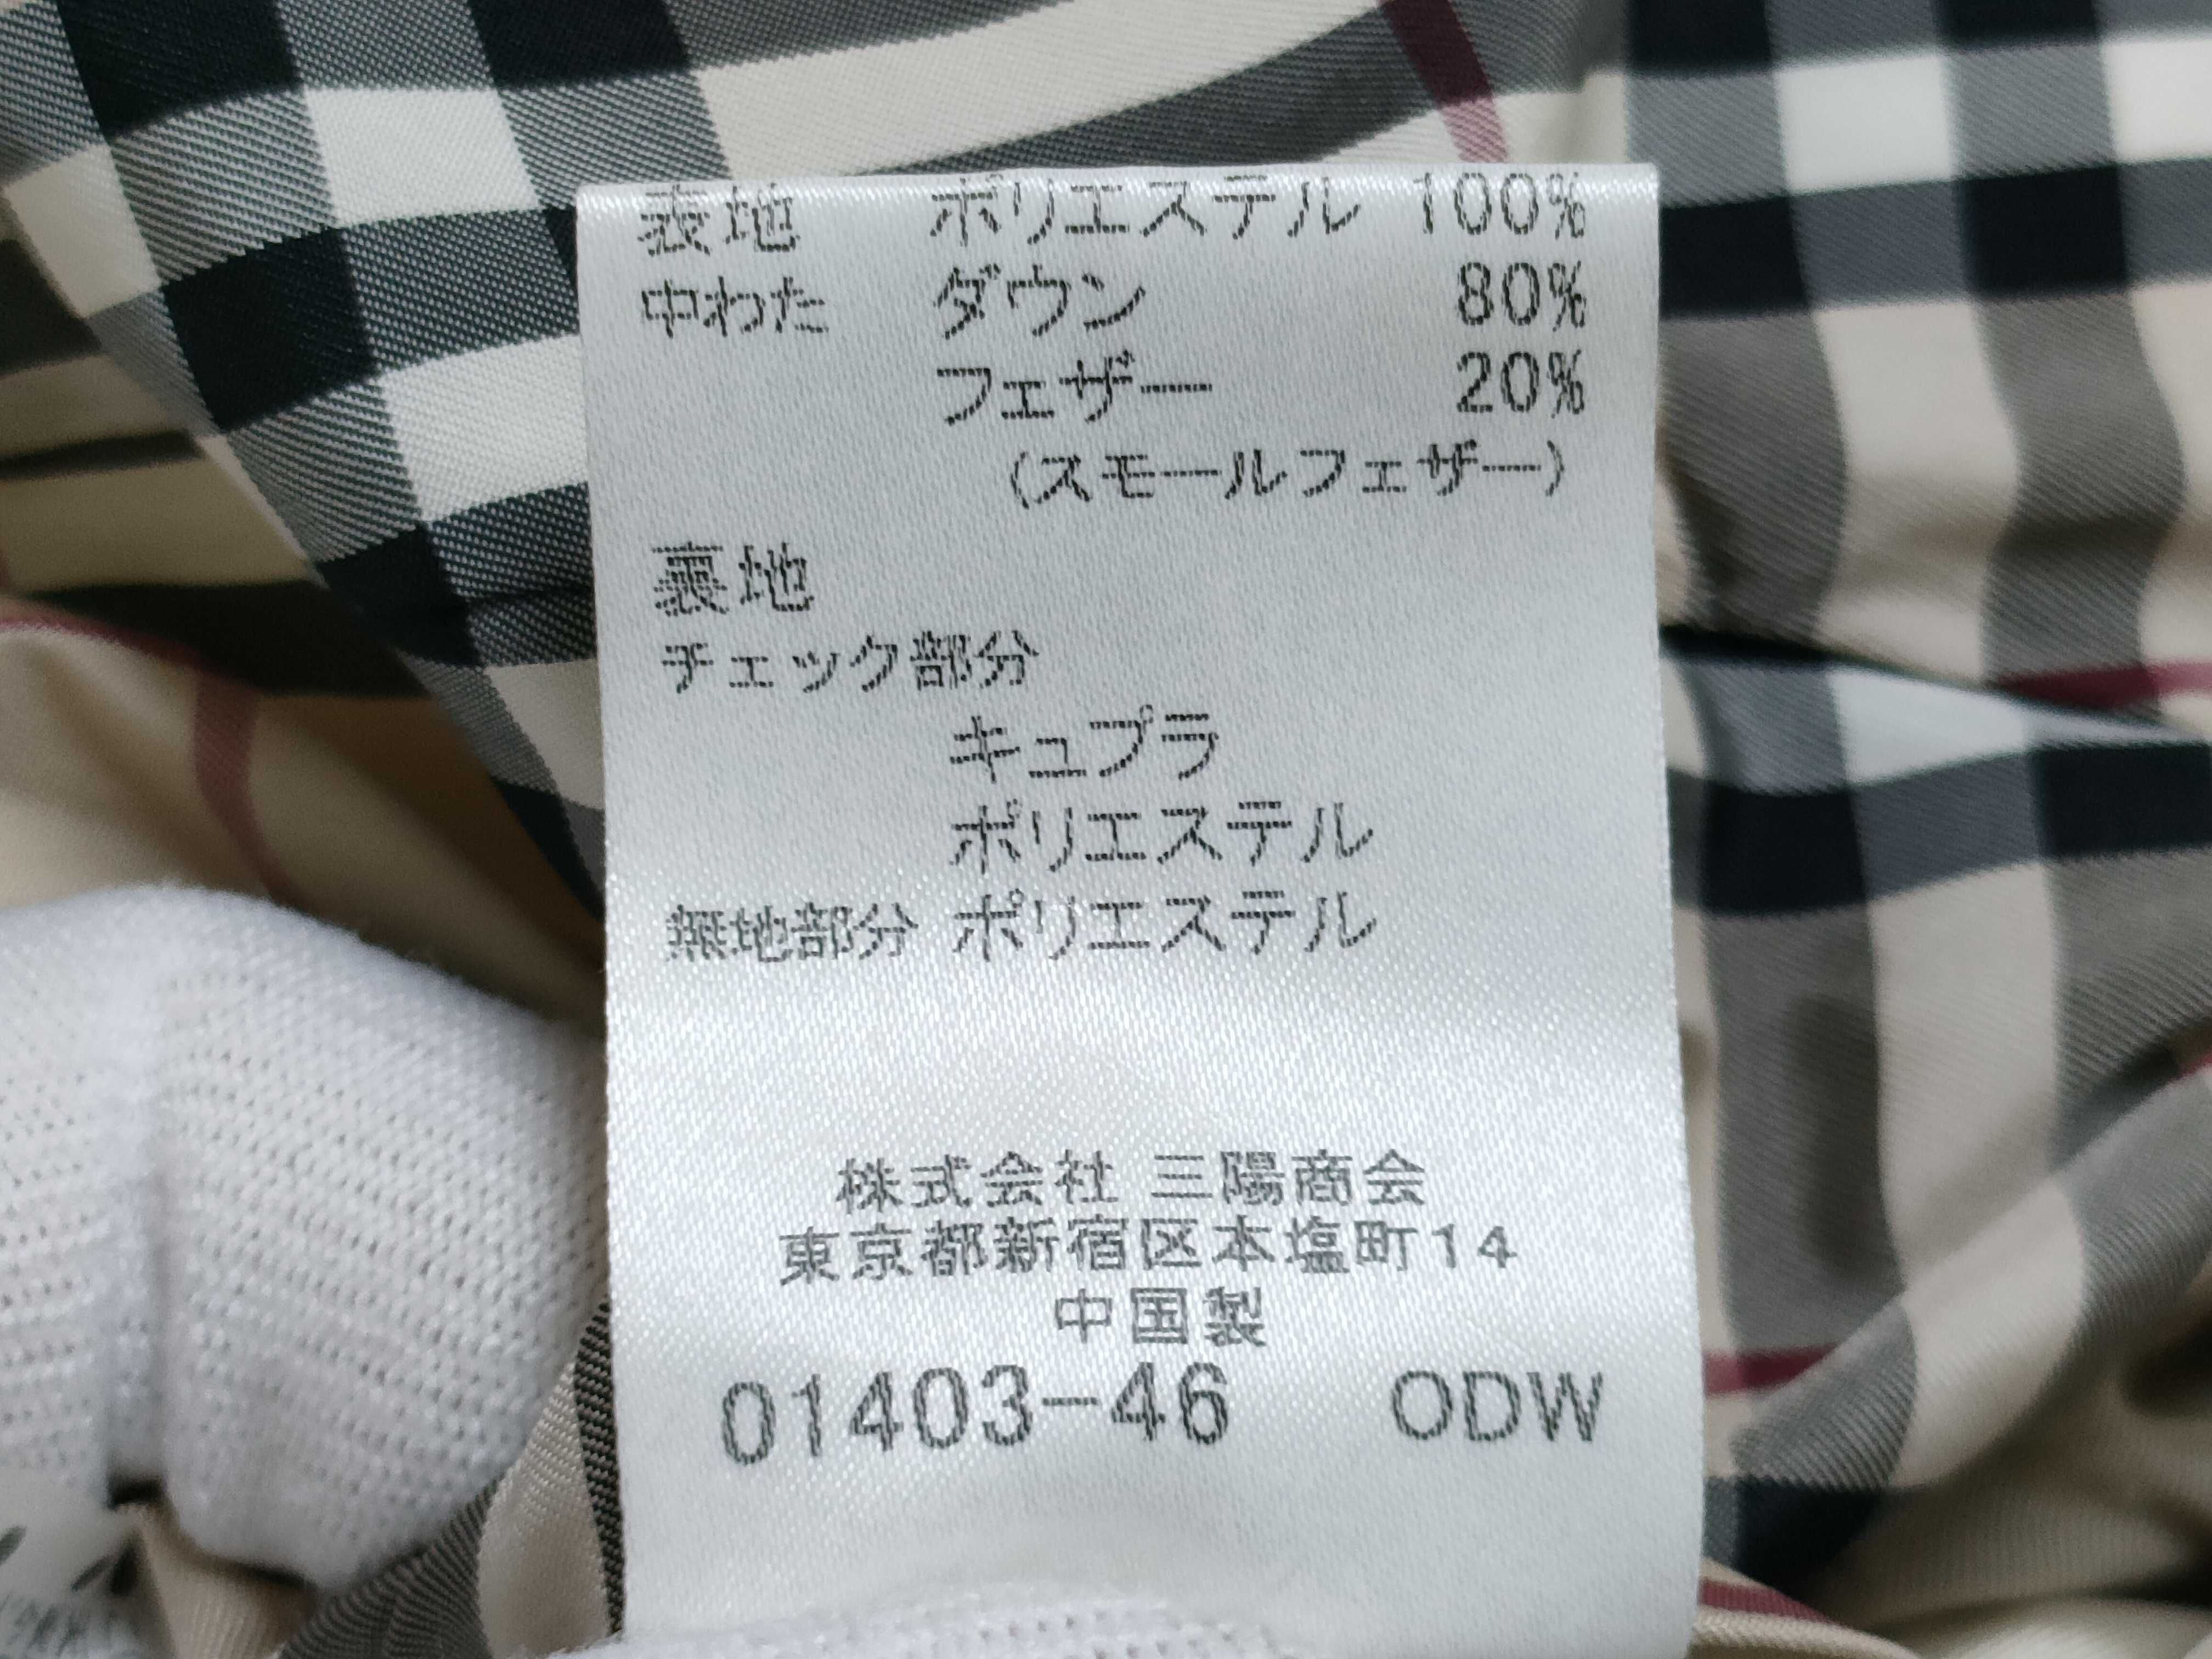 表地 ポリエステル 100%
中わた ダウン 80%
フェザー 20%
(スモールフェザー)
裏地
チェック部分
キュプラ
ポリエステル
無地部分 ポリエステル
株式会社 三陽商会
東京都新宿区本塩町14
中国製
01403-46 ODW